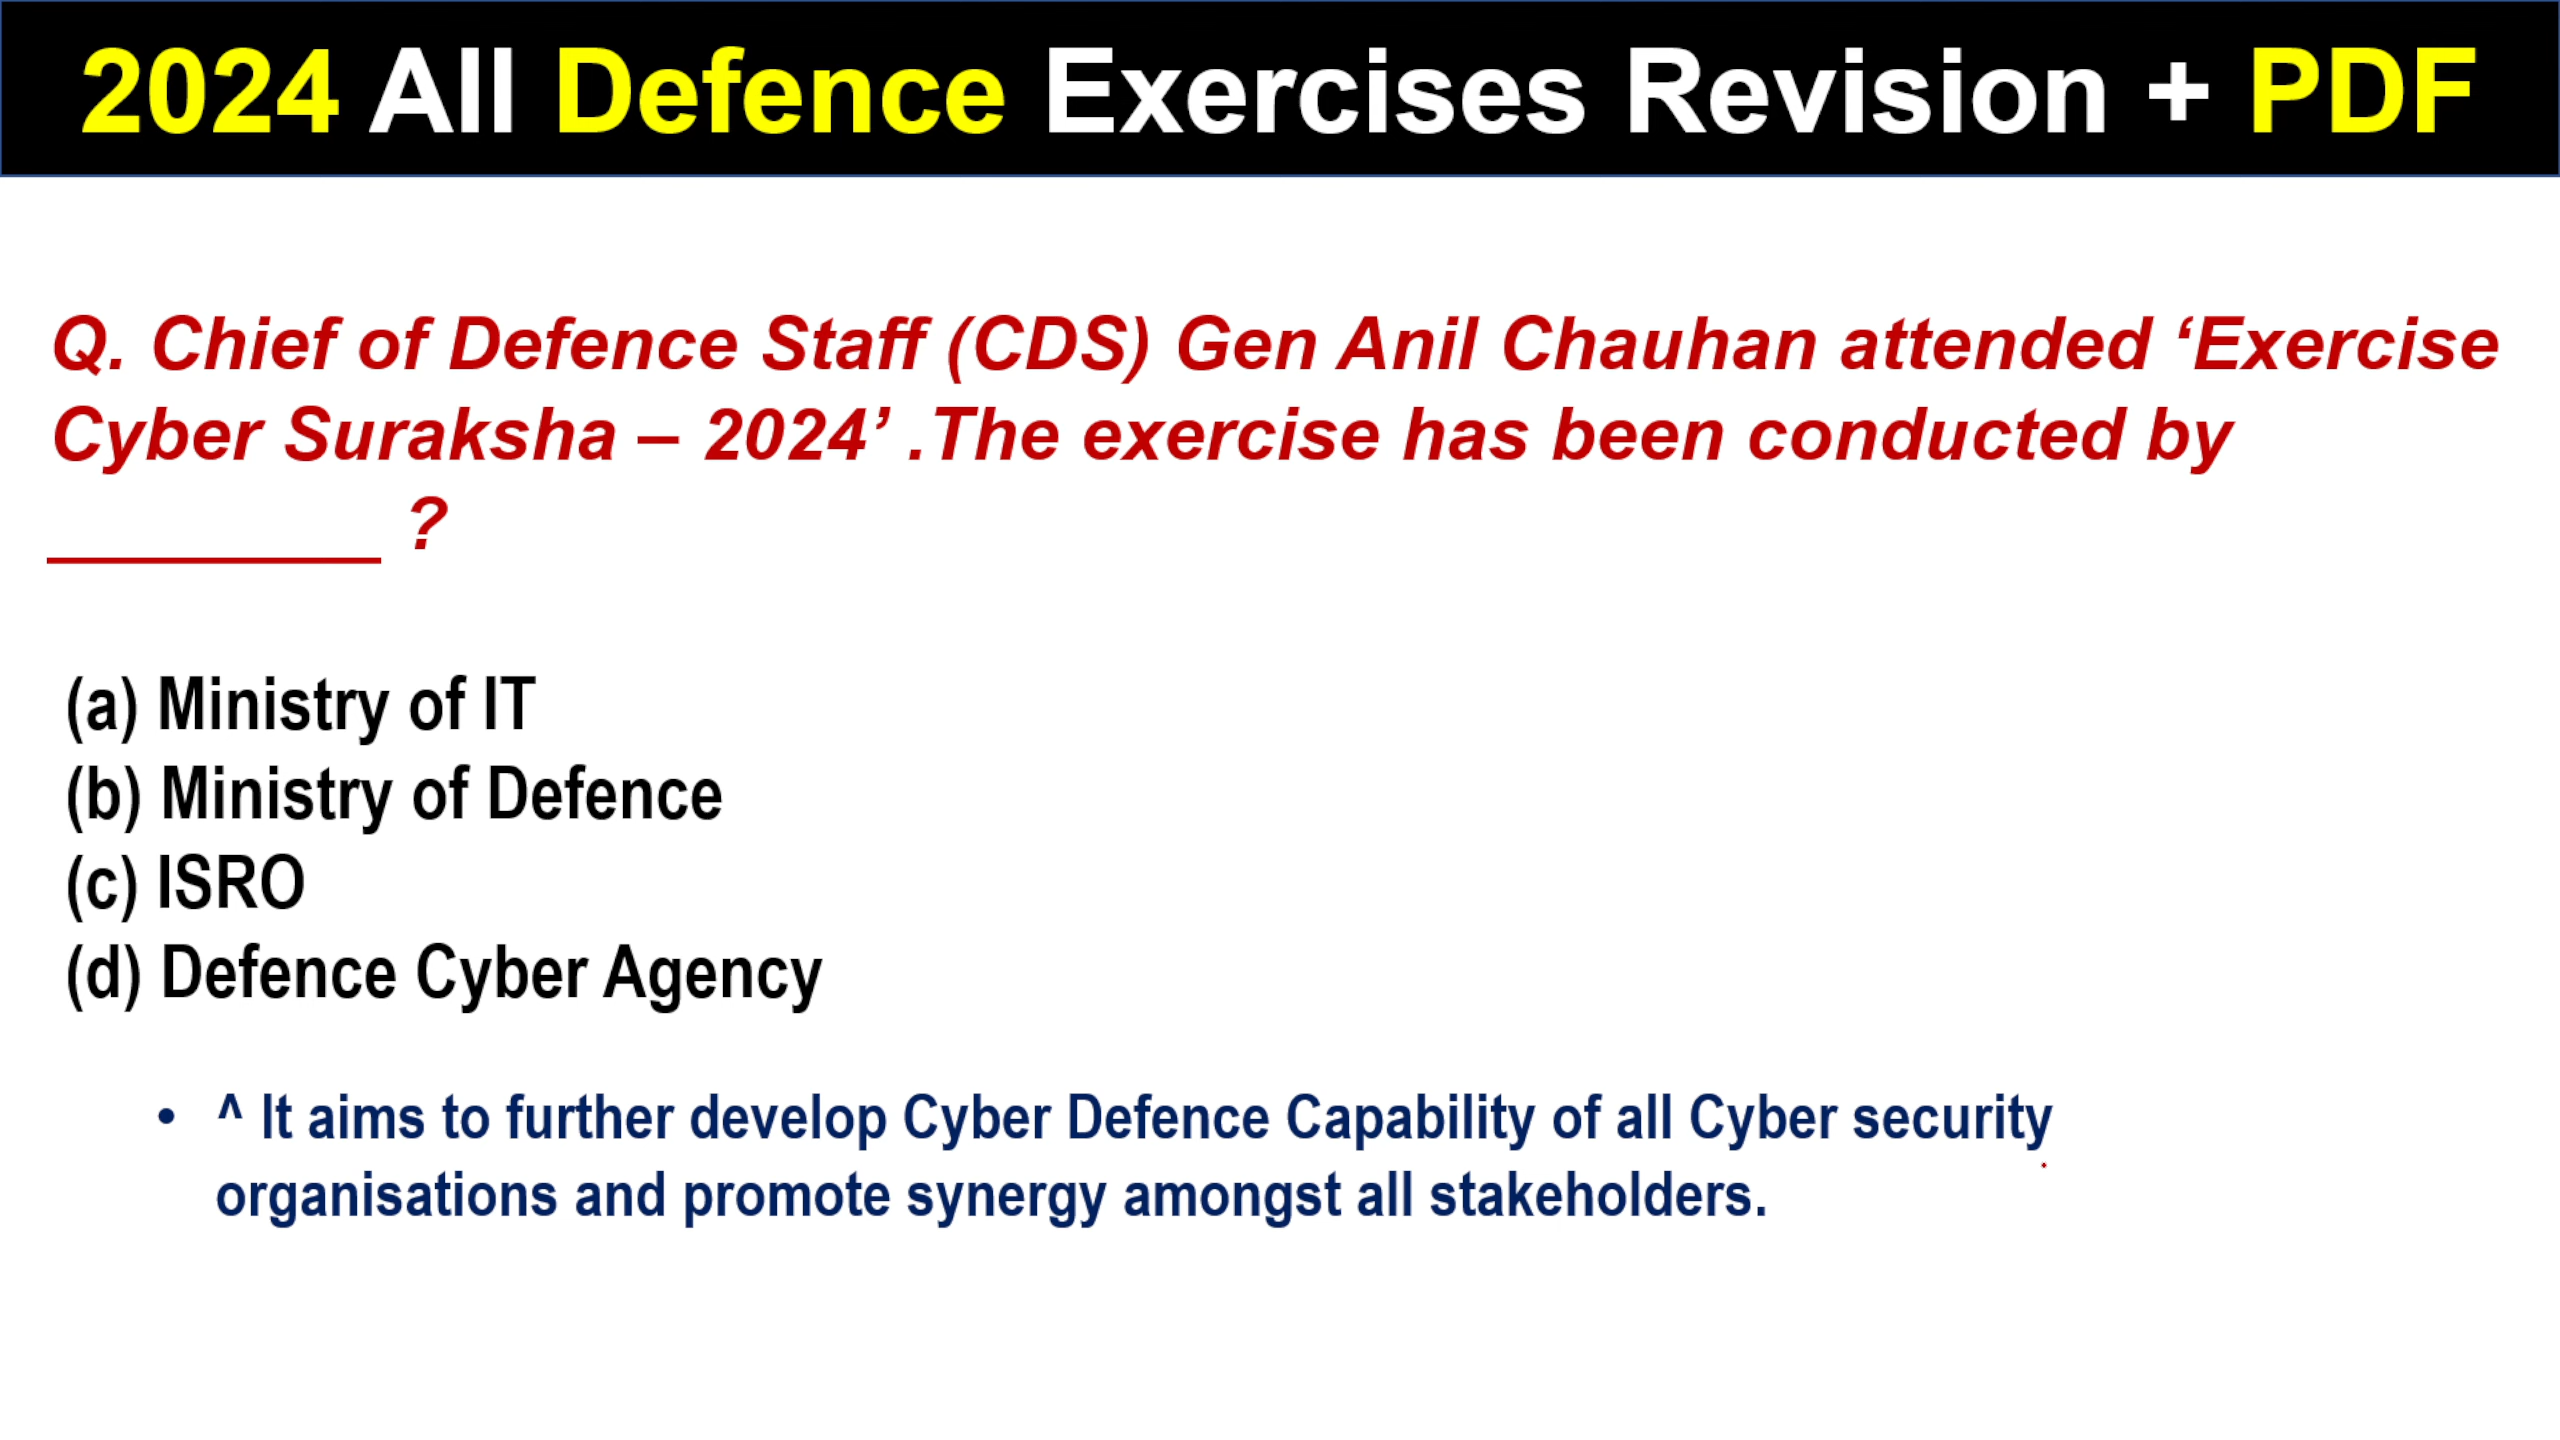 2024 All Defence Exercises Revision + PDF
Q. Chief of Defence Staff (CDS) Gen Anil Chauhan attended ‘Exercise
Cyber Suraksha – 2024’ .The exercise has been conducted by
_________ ?
(a) Ministry of IT
(b) Ministry of Defence
(c) ISRO
(d) Defence Cyber Agency
• ^ It aims to further develop Cyber Defence Capability of all Cyber security
organisations and promote synergy amongst all stakeholders.